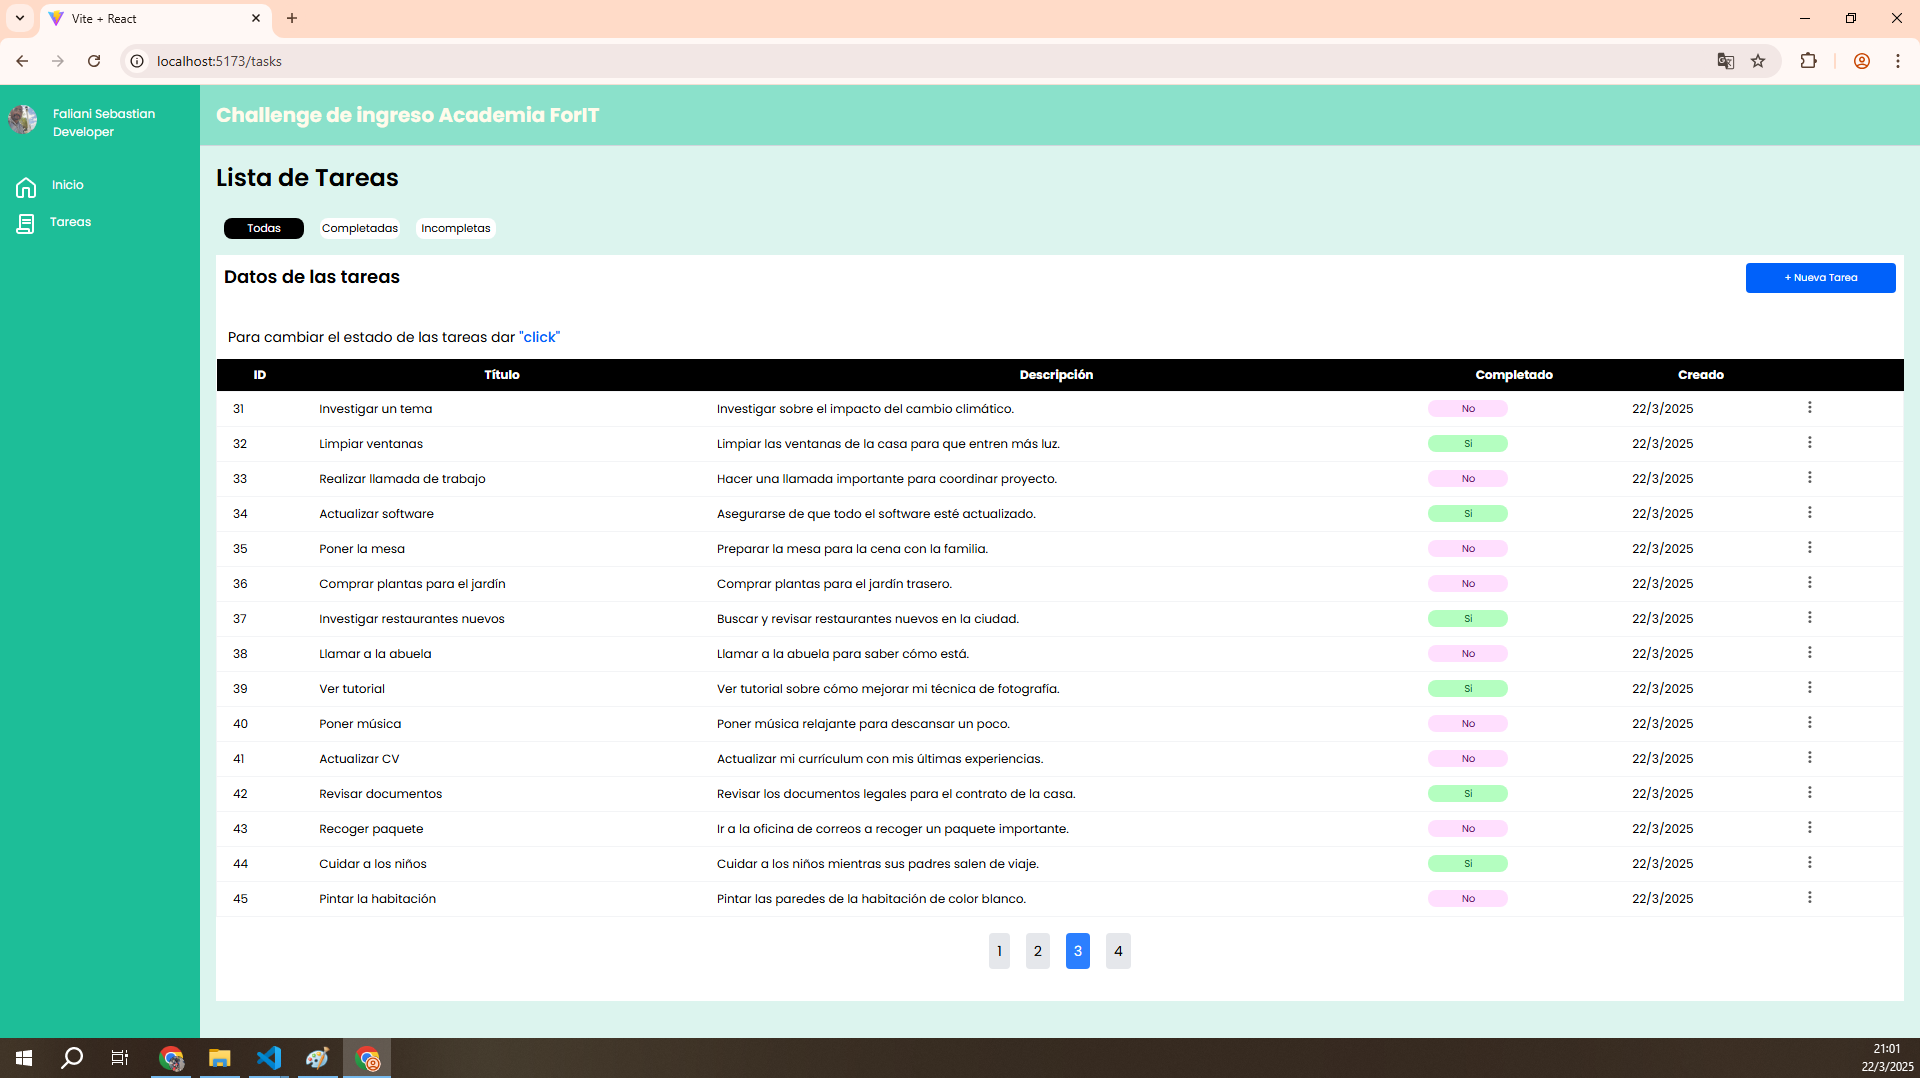 Vite + React
localhost:5173/tasks
Faliani Sebastian
Developer
Inicio
Tareas
Challenge de ingreso Academia ForIT
Lista de Tareas
Todas Completadas Incompletas
Datos de las tareas
+ Nueva Tarea
Para cambiar el estado de las tareas dar "click"
ID Título Descripción Completado Creado
31 Investigar un tema Investigar sobre el impacto del cambio climático. No 22/3/2025
32 Limpiar ventanas Limpiar las ventanas de la casa para que entren más luz. Si 22/3/2025
33 Realizar llamada de trabajo Hacer una llamada importante para coordinar proyecto. No 22/3/2025
34 Actualizar software Asegurarse de que todo el software esté actualizado. Si 22/3/2025
35 Poner la mesa Preparar la mesa para la cena con la familia. No 22/3/2025
36 Comprar plantas para el jardín Comprar plantas para el jardín trasero. No 22/3/2025
37 Investigar restaurantes nuevos Buscar y revisar restaurantes nuevos en la ciudad. Si 22/3/2025
38 Llamar a la abuela Llamar a la abuela para saber cómo está. No 22/3/2025
39 Ver tutorial Ver tutorial sobre cómo mejorar mi técnica de fotografía. Si 22/3/2025
40 Poner música Poner música relajante para descansar un poco. No 22/3/2025
41 Actualizar CV Actualizar mi currículum con mis últimas experiencias. No 22/3/2025
42 Revisar documentos Revisar los documentos legales para el contrato de la casa. Si 22/3/2025
43 Recoger paquete Ir a la oficina de correos a recoger un paquete importante. No 22/3/2025
44 Cuidar a los niños Cuidar a los niños mientras sus padres salen de viaje. Si 22/3/2025
45 Pintar la habitación Pintar las paredes de la habitación de color blanco. No 22/3/2025
1 2 3 4
21:01
22/3/2025